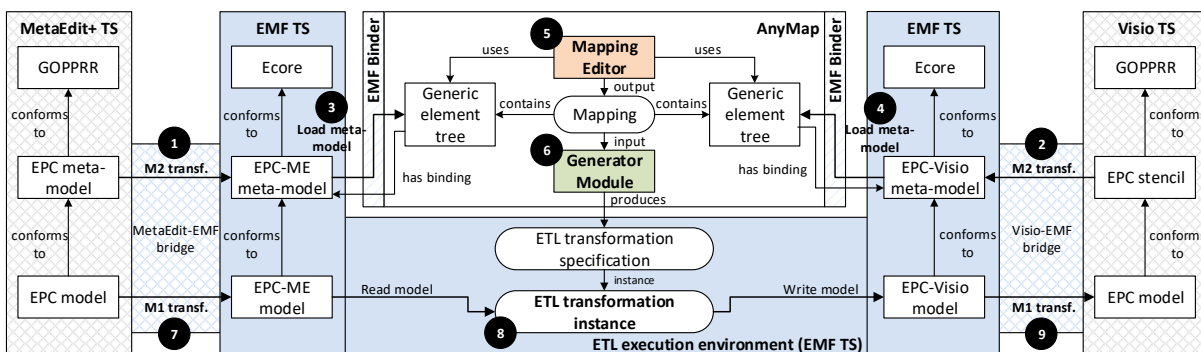 MetaEdit+ TS
GOPPRR
conforms
to
EPC meta-
model
conforms
to
EPC model
1
M2 transf.
MetaEdit-EMF
bridge
M1 transf.
7
EMF TS
Ecore
conforms
to
EPC-ME
meta-model
conforms
to
EPC-ME
model
3
Load meta-
model
EMF Binder
AnyMap
5
Mapping
Editor
uses
uses
output
Generic
element
tree
contains
Mapping
contains
Generic
element
tree
input
6
Generator
Module
has binding
has binding
produces
ETL transformation
specification
instance
Read model
ETL transformation
instance
Write model
8
ETL execution environment (EMF TS)
EMF Binder
4
Load meta-
model
EMF TS
Ecore
conforms
to
EPC-Visio
meta-model
conforms
to
EPC-Visio
model
2
M2 transf.
Visio-EMF
bridge
M1 transf.
9
Visio TS
GOPPRR
conforms
to
EPC stencil
conforms
to
EPC model